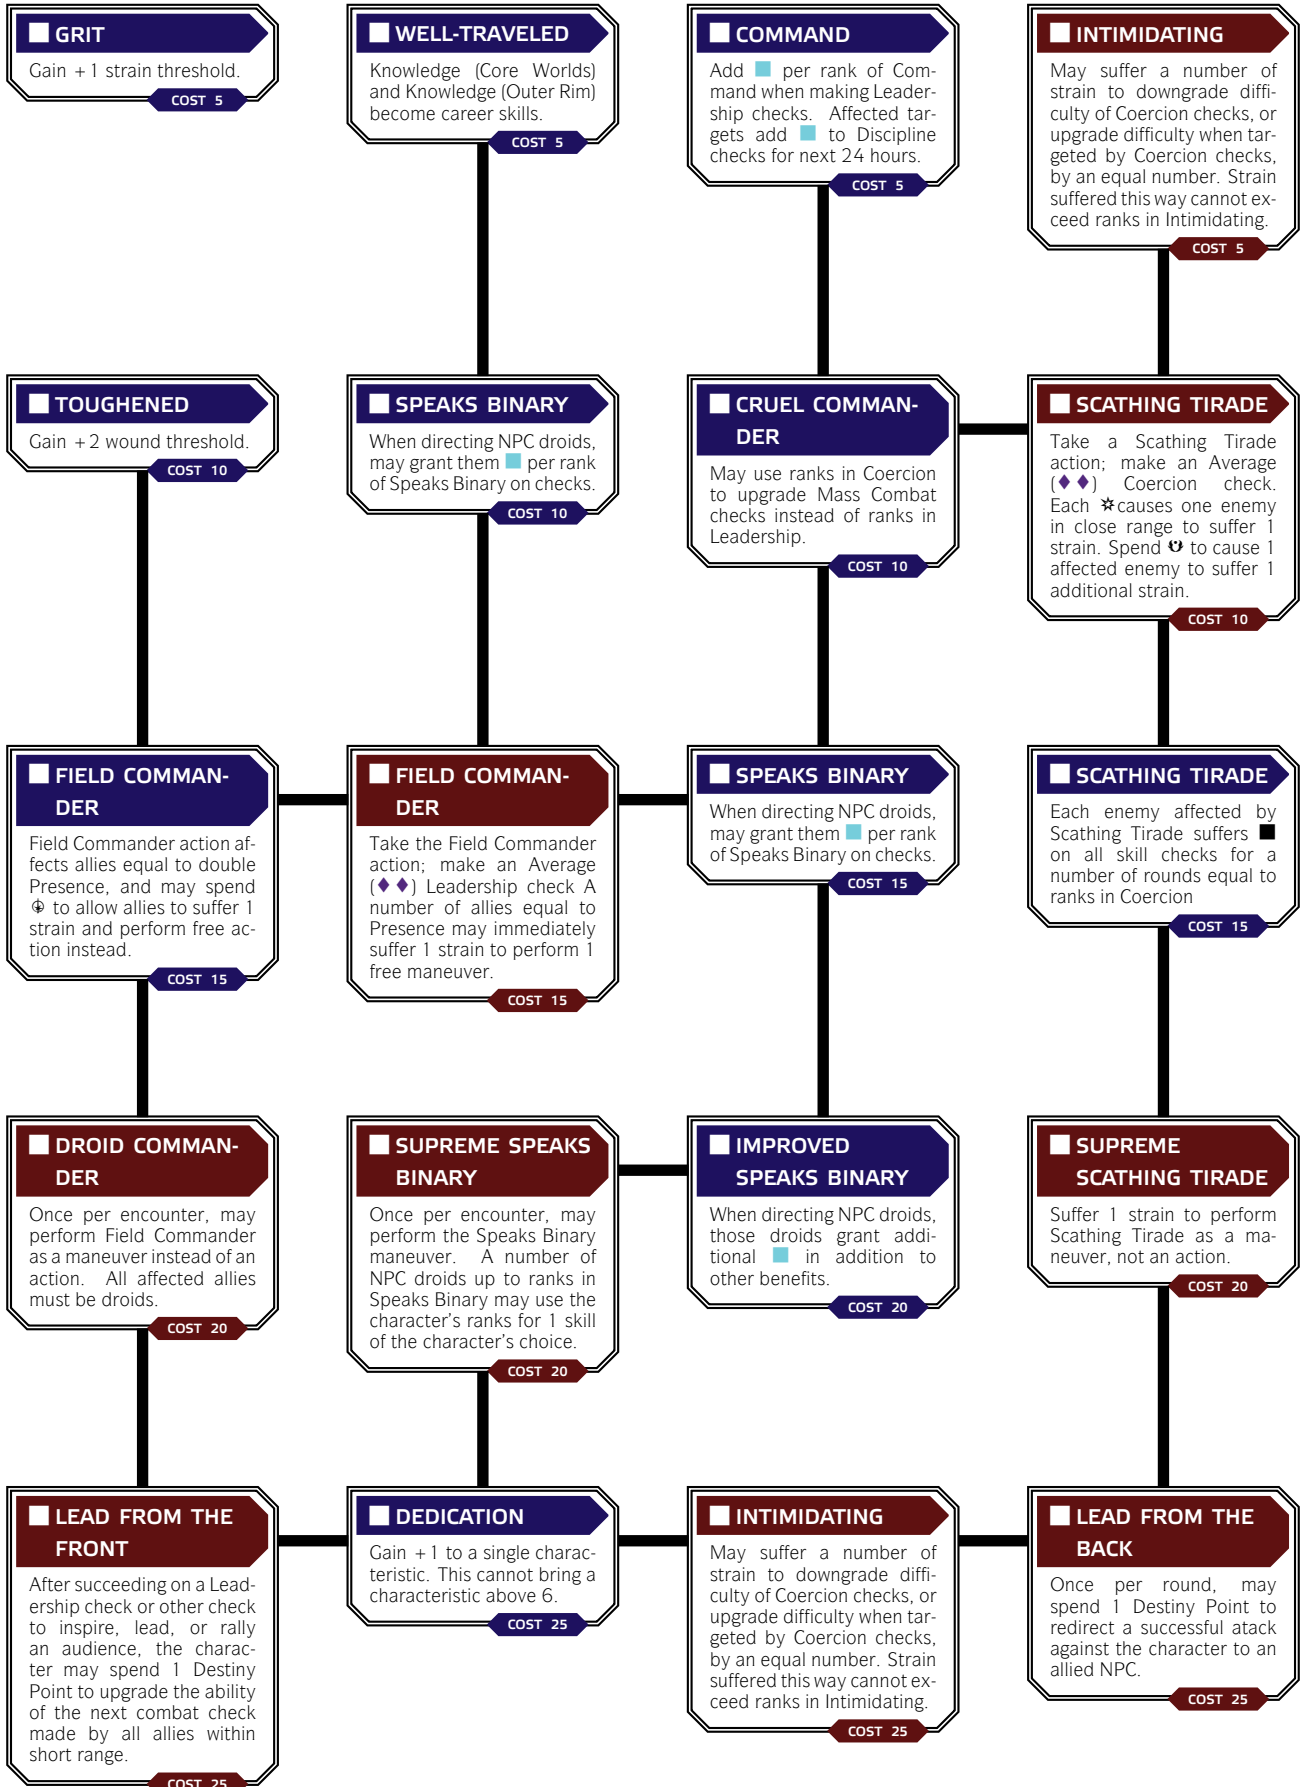 GRIT
Gain +1 strain threshold.
COST 5
WELL-TRAVELED
Knowledge (Core Worlds)
and Knowledge (Outer Rim)
become career skills.
COST 5
COMMAND
Add per rank of Com-
mand when making Leader-
ship checks. Affected tar-
gets add to Discipline
checks for next 24 hours.
COST 5
INTIMIDATING
May suffer a number of
strain to downgrade diffi-
culty of Coercion checks, or
upgrade difficulty when tar-
geted by Coercion checks,
by an equal number. Strain
suffered this way cannot ex-
ceed ranks in Intimidating.
COST 5
TOUGHENED
Gain +2 wound threshold.
COST 10
SPEAKS BINARY
When directing NPC droids,
may grant them per rank
of Speaks Binary on checks.
COST 10
CRUEL COMMAN-
DER
May use ranks in Coercion
to upgrade Mass Combat
checks instead of ranks in
Leadership.
COST 10
SCATHING TIRADE
Take a Scathing Tirade
action; make an Average
(♦♦) Coercion check.
Each causes one enemy
in close range to suffer 1
strain. Spend to cause 1
affected enemy to suffer 1
additional strain.
COST 10
FIELD COMMAN-
DER
Field Commander action af-
fects allies equal to double
Presence, and may spend
to allow allies to suffer 1
strain and perform free ac-
tion instead.
COST 15
FIELD COMMAN-
DER
Take the Field Commander
action; make an Average
(♦♦) Leadership check A
number of allies equal to
Presence may immediately
suffer 1 strain to perform 1
free maneuver.
COST 15
SPEAKS BINARY
When directing NPC droids,
may grant them per rank
of Speaks Binary on checks.
COST 15
SCATHING TIRADE
Each enemy affected by
Scathing Tirade suffers
on all skill checks for a
number of rounds equal to
ranks in Coercion
COST 15
DROID COMMAN-
DER
Once per encounter, may
perform Field Commander
as a maneuver instead of an
action. All affected allies
must be droids.
COST 20
SUPREME SPEAKS
BINARY
Once per encounter, may
perform the Speaks Binary
maneuver. A number of
NPC droids up to ranks in
Speaks Binary may use the
character's ranks for 1 skill
of the character's choice.
COST 20
IMPROVED
SPEAKS BINARY
When directing NPC droids,
those droids grant addi-
tional in addition to
other benefits.
COST 20
SUPREME
SCATHING TIRADE
Suffer 1 strain to perform
Scathing Tirade as a ma-
neuver, not an action.
COST 20
LEAD FROM THE
FRONT
After succeeding on a Lead-
ership check or other check
to inspire, lead, or rally
an audience, the charac-
ter may spend 1 Destiny
Point to upgrade the ability
of the next combat check
made by all allies within
short range.
COST 25
DEDICATION
Gain +1 to a single charac-
teristic. This cannot bring a
characteristic above 6.
COST 25
INTIMIDATING
May suffer a number of
strain to downgrade diffi-
culty of Coercion checks, or
upgrade difficulty when tar-
geted by Coercion checks,
by an equal number. Strain
suffered this way cannot ex-
ceed ranks in Intimidating.
COST 25
LEAD FROM THE
BACK
Once per round, may
spend 1 Destiny Point to
redirect a successful atack
against the character to an
allied NPC.
COST 25